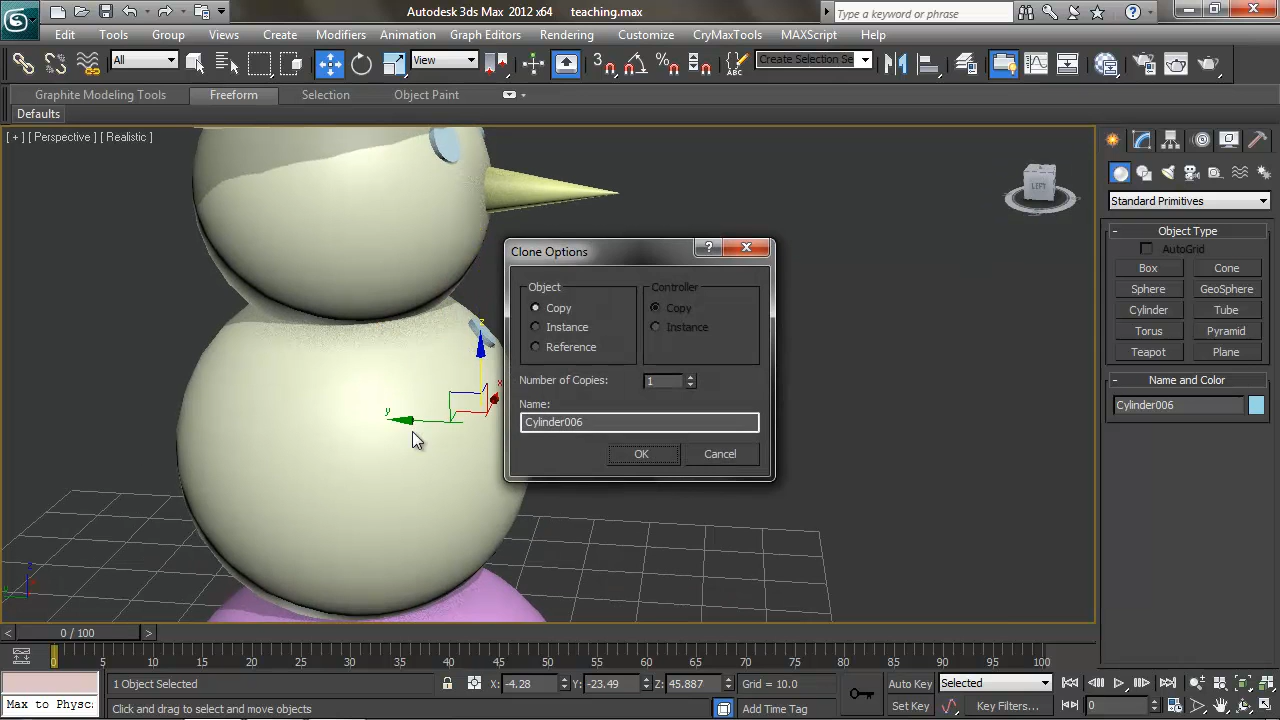 Autodesk 3ds Max 2012 x64 teaching.max
Type a keyword or phrase
Edit Tools Group Views Create Modifiers Animation Graph Editors Rendering Customize CryMaxTools MAXScript Help
All View Create Selection Se
Graphite Modeling Tools Freeform Selection Object Paint
Defaults
[ + ] [ Perspective ] [ Realistic ]
LEFT
Standard Primitives
Object Type
AutoGrid
Box Cone
Sphere GeoSphere
Cylinder Tube
Torus Pyramid
Teapot Plane
Name and Color
Cylinder006
Clone Options
Object Controller
Copy Copy
Instance Instance
Reference
Number of Copies: 1
Name:
Cylinder006
OK Cancel
z
x
y
0 / 100
0 5 10 15 20 25 30 35 40 45 50 55 60 65 70 75 80 85 90 95 100
1 Object Selected X: -4.28 Y: -23.49 Z: 45.887 Grid = 10.0 Auto Key Selected
Max to Physc Click and drag to select and move objects Add Time Tag Set Key Key Filters... 0